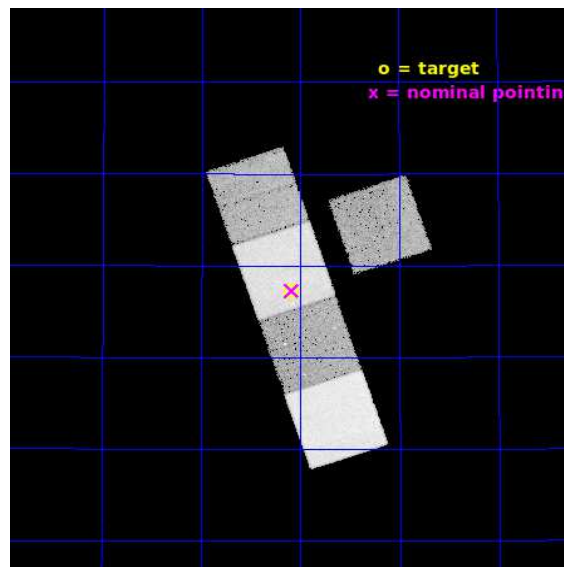 o = target
x = nominal pointin